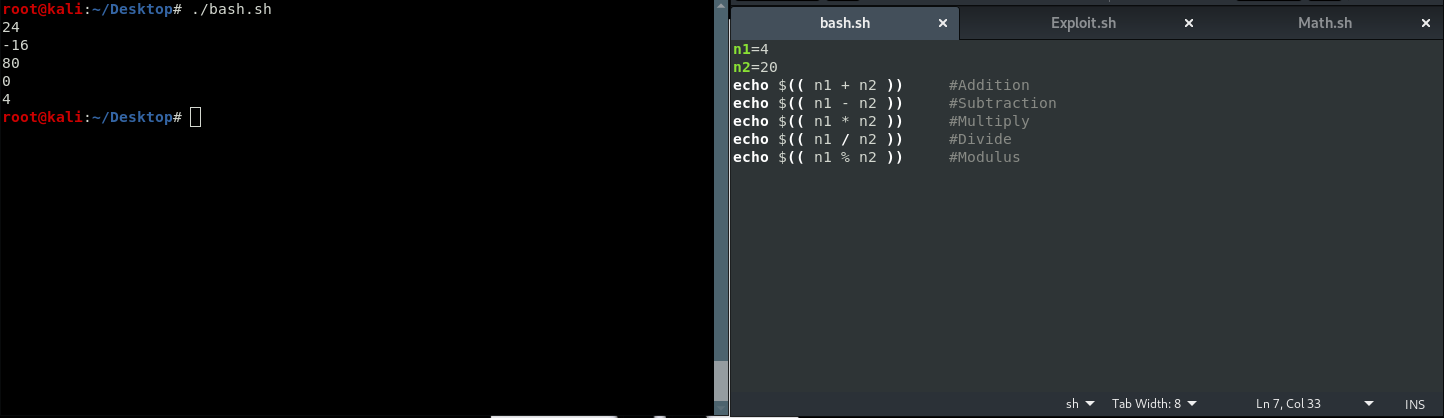 root@kali:~/Desktop# ./bash.sh
24
-16
80
0
4
root@kali:~/Desktop#
bash.sh × Exploit.sh × Math.sh ×
n1=4
n2=20
echo $(( n1 + n2 ))     #Addition
echo $(( n1 - n2 ))     #Subtraction
echo $(( n1 * n2 ))     #Multiply
echo $(( n1 / n2 ))     #Divide
echo $(( n1 % n2 ))     #Modulus
sh Tab Width: 8 Ln 7, Col 33 INS